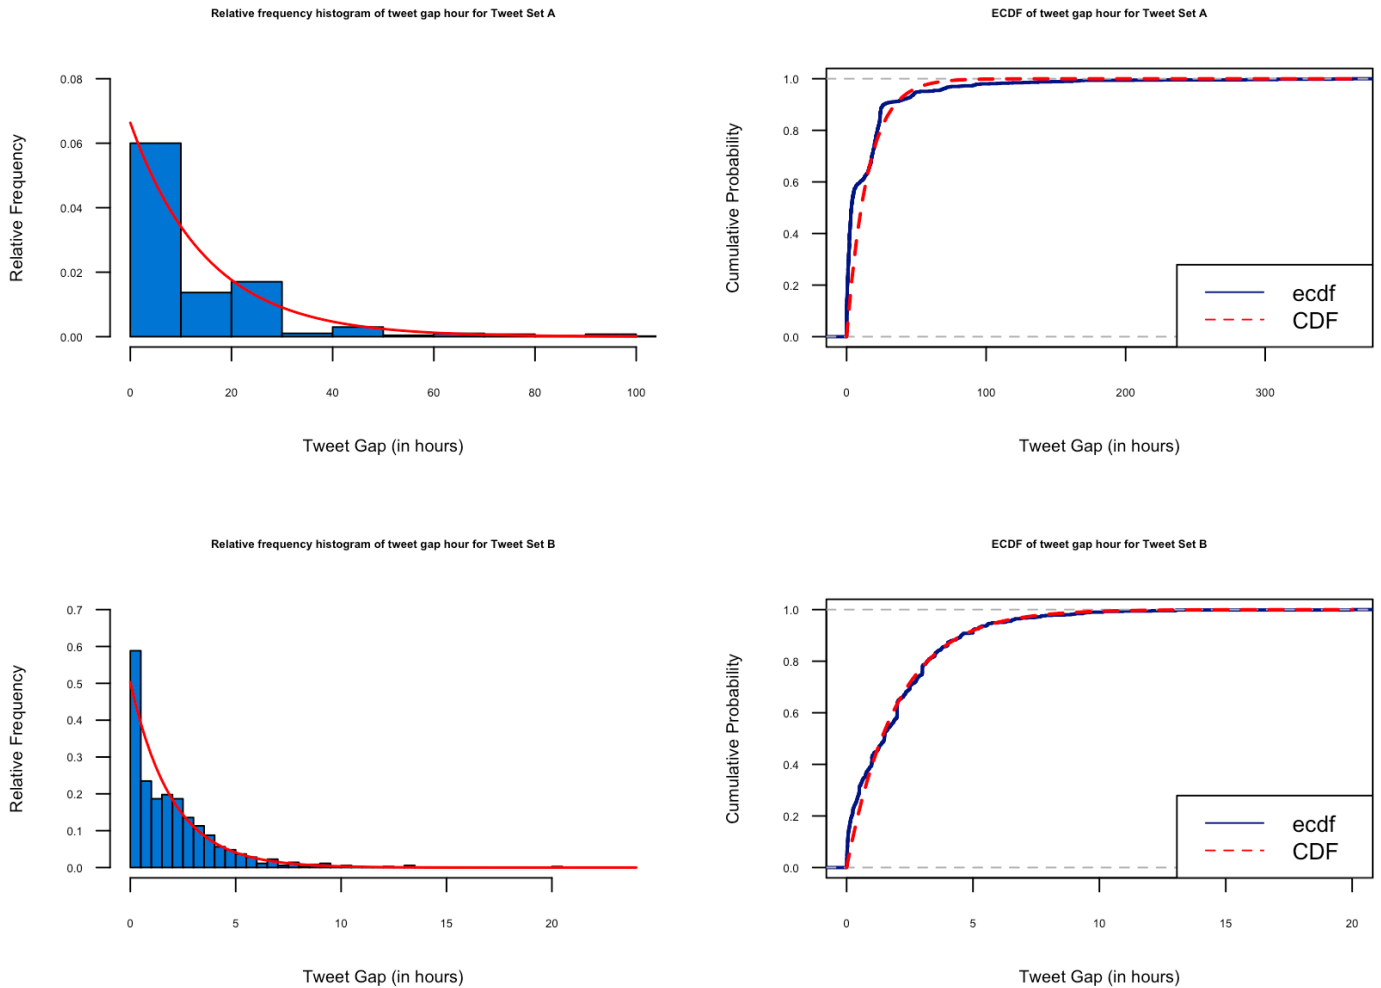 Relative frequency histogram of tweet gap hour for Tweet Set A
Relative Frequency
0.08
0.06
0.04
0.02
0.00
0 20 40 60 80 100
Tweet Gap (in hours)
ECDF of tweet gap hour for Tweet Set A
Cumulative Probability
1.0
0.8
0.6
0.4
0.2
0.0
ecdf
CDF
0 100 200 300
Tweet Gap (in hours)
Relative frequency histogram of tweet gap hour for Tweet Set B
Relative Frequency
0.7
0.6
0.5
0.4
0.3
0.2
0.1
0.0
0 5 10 15 20
Tweet Gap (in hours)
ECDF of tweet gap hour for Tweet Set B
Cumulative Probability
1.0
0.8
0.6
0.4
0.2
0.0
ecdf
CDF
0 5 10 15 20
Tweet Gap (in hours)